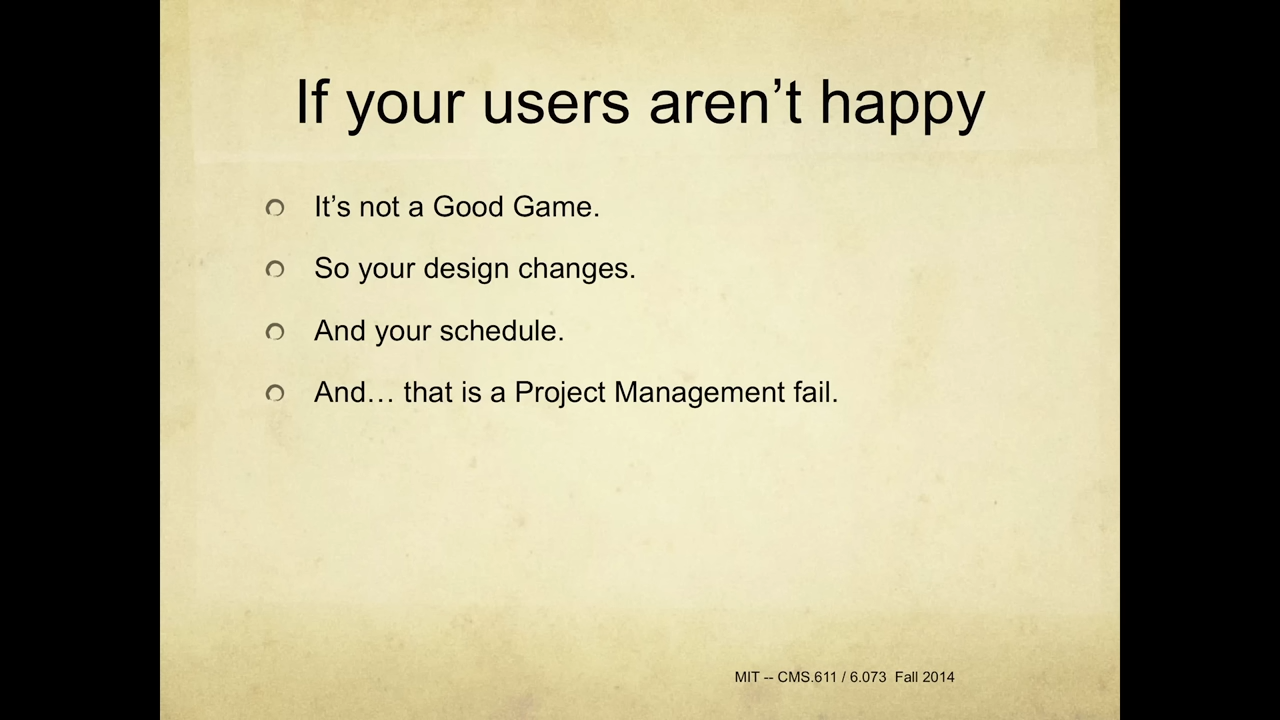 If your users aren’t happy
It’s not a Good Game.
So your design changes.
And your schedule.
And… that is a Project Management fail.
MIT -- CMS.611 / 6.073 Fall 2014